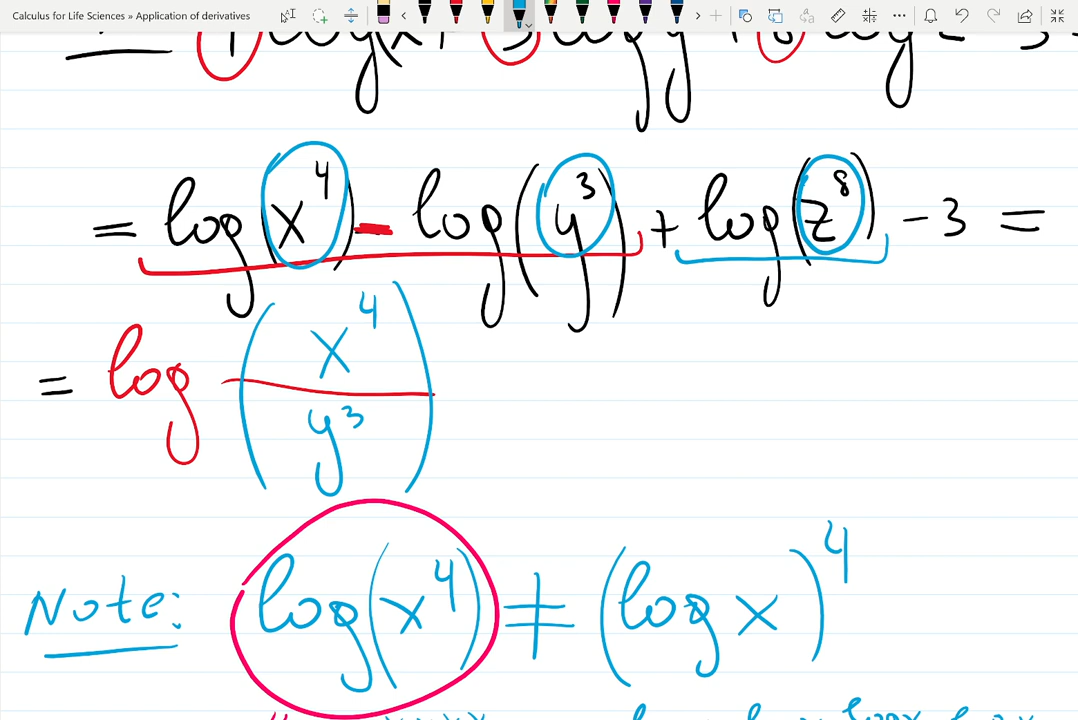 Calculus for Life Sciences » Application of derivatives
= log(x⁴) - log(y³) + log(z⁸) - 3 =
= log (x⁴/y³)
Note: log(x⁴) ≠ (log x)⁴